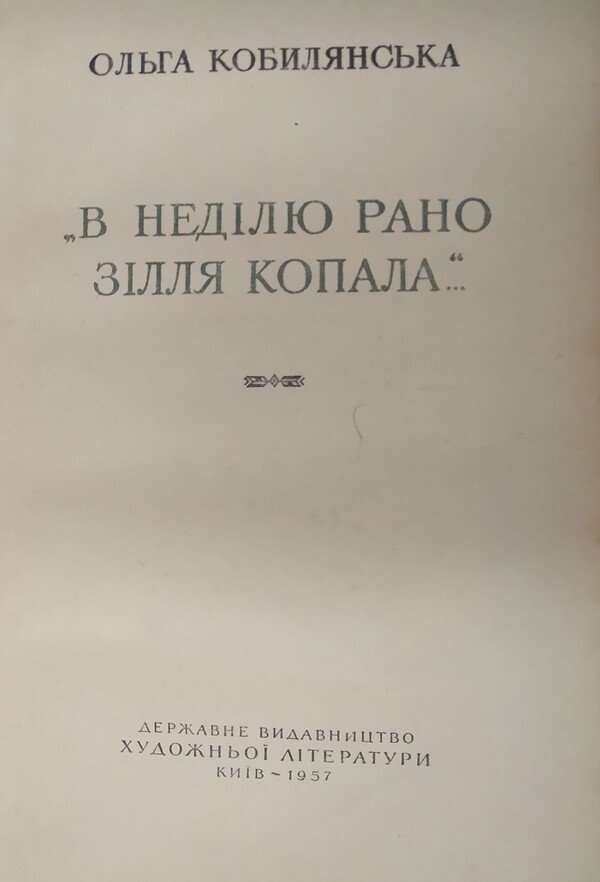 ОЛЬГА КОБИЛЯНСЬКА
„В НЕДІЛЮ РАНО
ЗІЛЛЯ КОПАЛА“...
ДЕРЖАВНЕ ВИДАВНИЦТВО
ХУДОЖНЬОЇ ЛІТЕРАТУРИ
КИЇВ ~ 1957